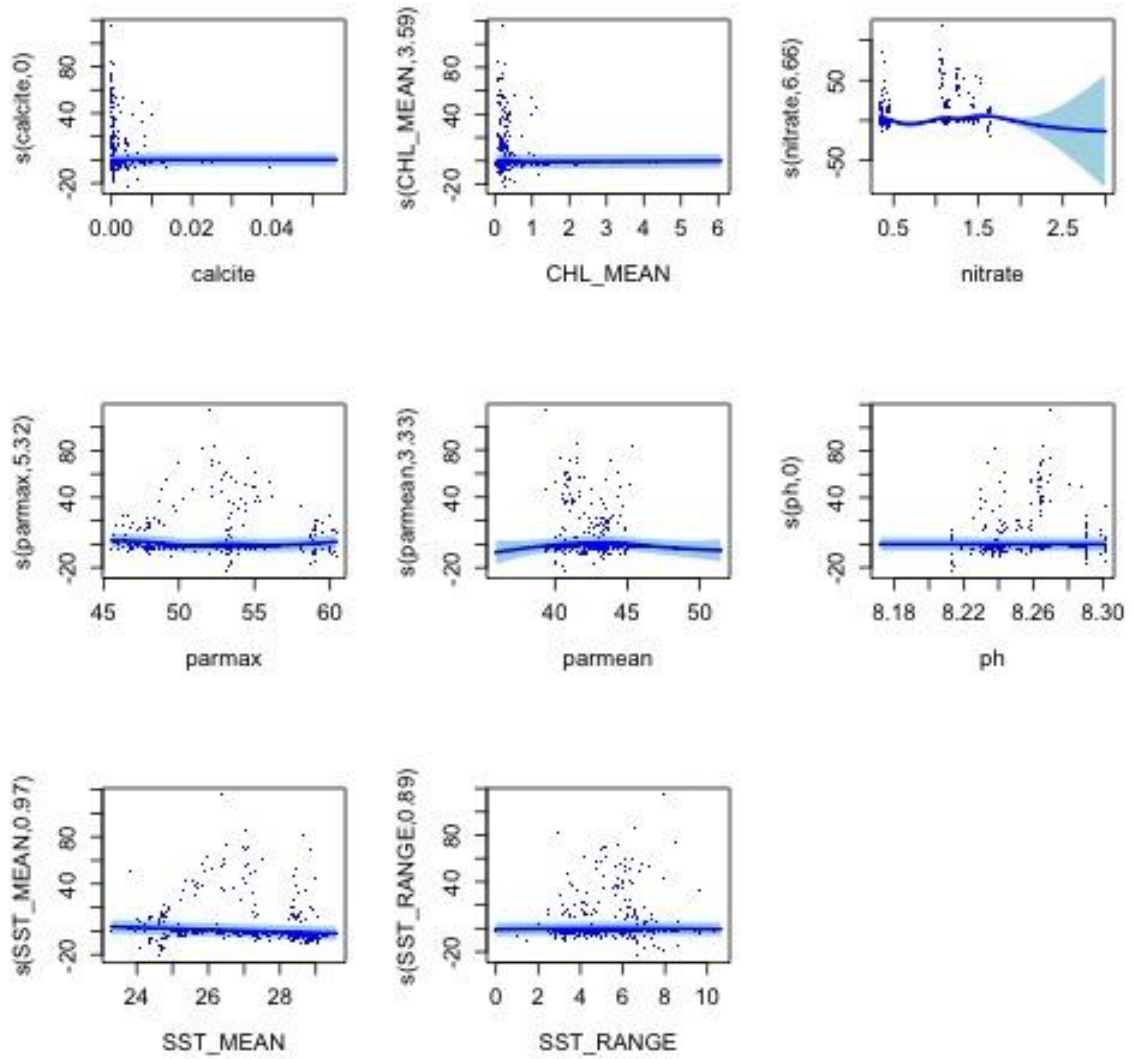 s(calcite,0)
80
40
-20
0.00 0.02 0.04
calcite
s(CHL_MEAN,3.59)
80
40
-20
0 1 2 3 4 5 6
CHL_MEAN
s(nitrate,6.66)
50
-50
0.5 1.5 2.5
nitrate
s(parmax,5.32)
80
40
-20
45 50 55 60
parmax
s(parmean,3.33)
80
40
-20
40 45 50
parmean
s(ph,0)
80
40
-20
8.18 8.22 8.26 8.30
ph
s(SST_MEAN,0.97)
80
40
-20
24 26 28
SST_MEAN
s(SST_RANGE,0.89)
80
40
-20
0 2 4 6 8 10
SST_RANGE